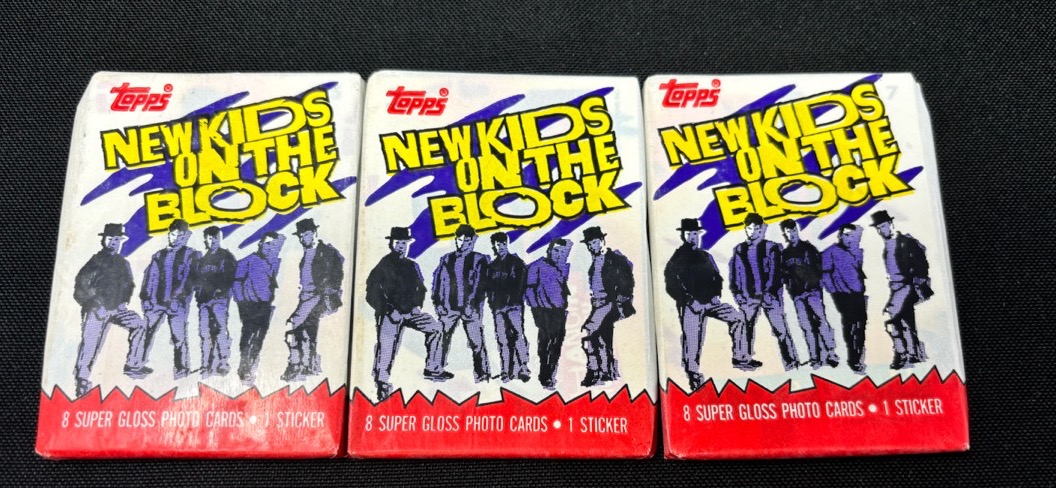 Topps®
NEW KIDS
ON THE
BLOCK
8 SUPER GLOSS PHOTO CARDS • 1 STICKER
Topps®
NEW KIDS
ON THE
BLOCK
8 SUPER GLOSS PHOTO CARDS • 1 STICKER
Topps®
NEW KIDS
ON THE
BLOCK
8 SUPER GLOSS PHOTO CARDS • 1 STICKER